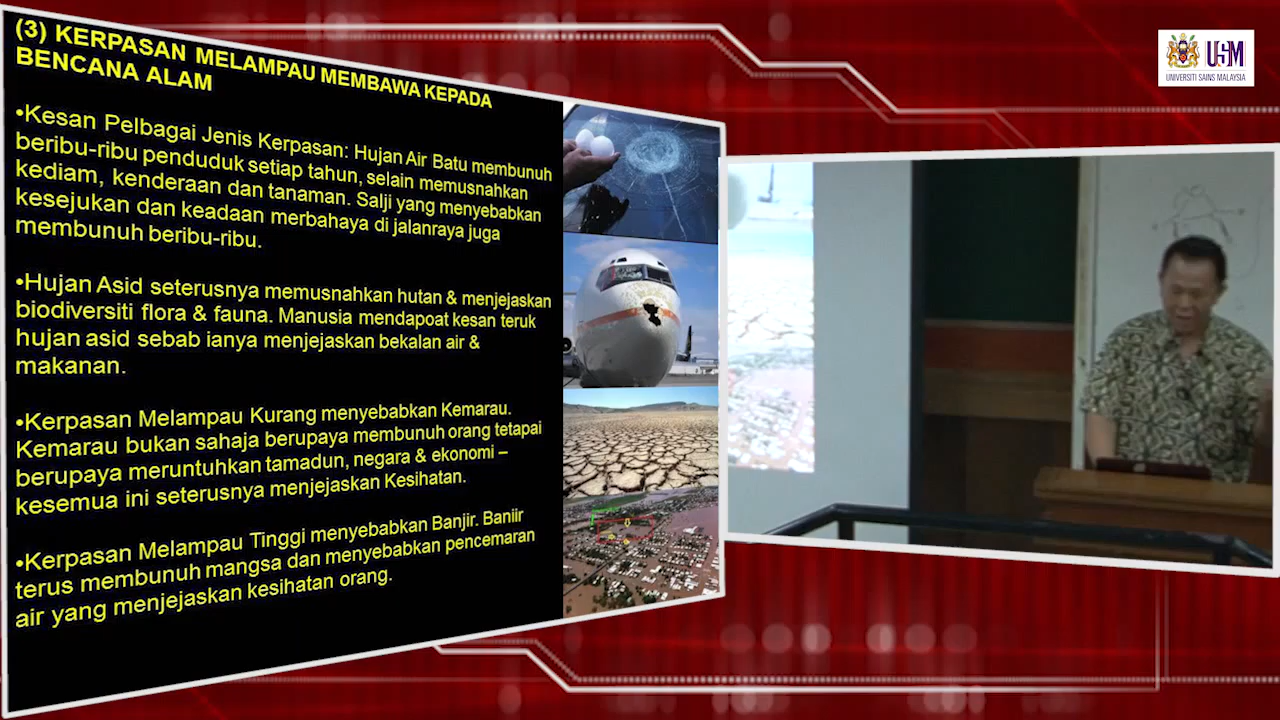 (3) KERPASAN MELAMPAU MEMBAWA KEPADA
BENCANA ALAM
•Kesan Pelbagai Jenis Kerpasan: Hujan Air Batu membunuh
beribu-ribu penduduk setiap tahun, selain memusnahkan
kediam, kenderaan dan tanaman. Salji yang menyebabkan
kesejukan dan keadaan merbahaya di jalanraya juga
membunuh beribu-ribu.
•Hujan Asid seterusnya memusnahkan hutan & menjejaskan
biodiversiti flora & fauna. Manusia mendapoat kesan teruk
hujan asid sebab ianya menjejaskan bekalan air &
makanan.
•Kerpasan Melampau Kurang menyebabkan Kemarau.
Kemarau bukan sahaja berupaya membunuh orang tetapai
berupaya meruntuhkan tamadun, negara & ekonomi –
kesemua ini seterusnya menjejaskan Kesihatan.
•Kerpasan Melampau Tinggi menyebabkan Banjir. Baniir
terus membunuh mangsa dan menyebabkan pencemaran
air yang menjejaskan kesihatan orang.
USM
UNIVERSITI SAINS MALAYSIA